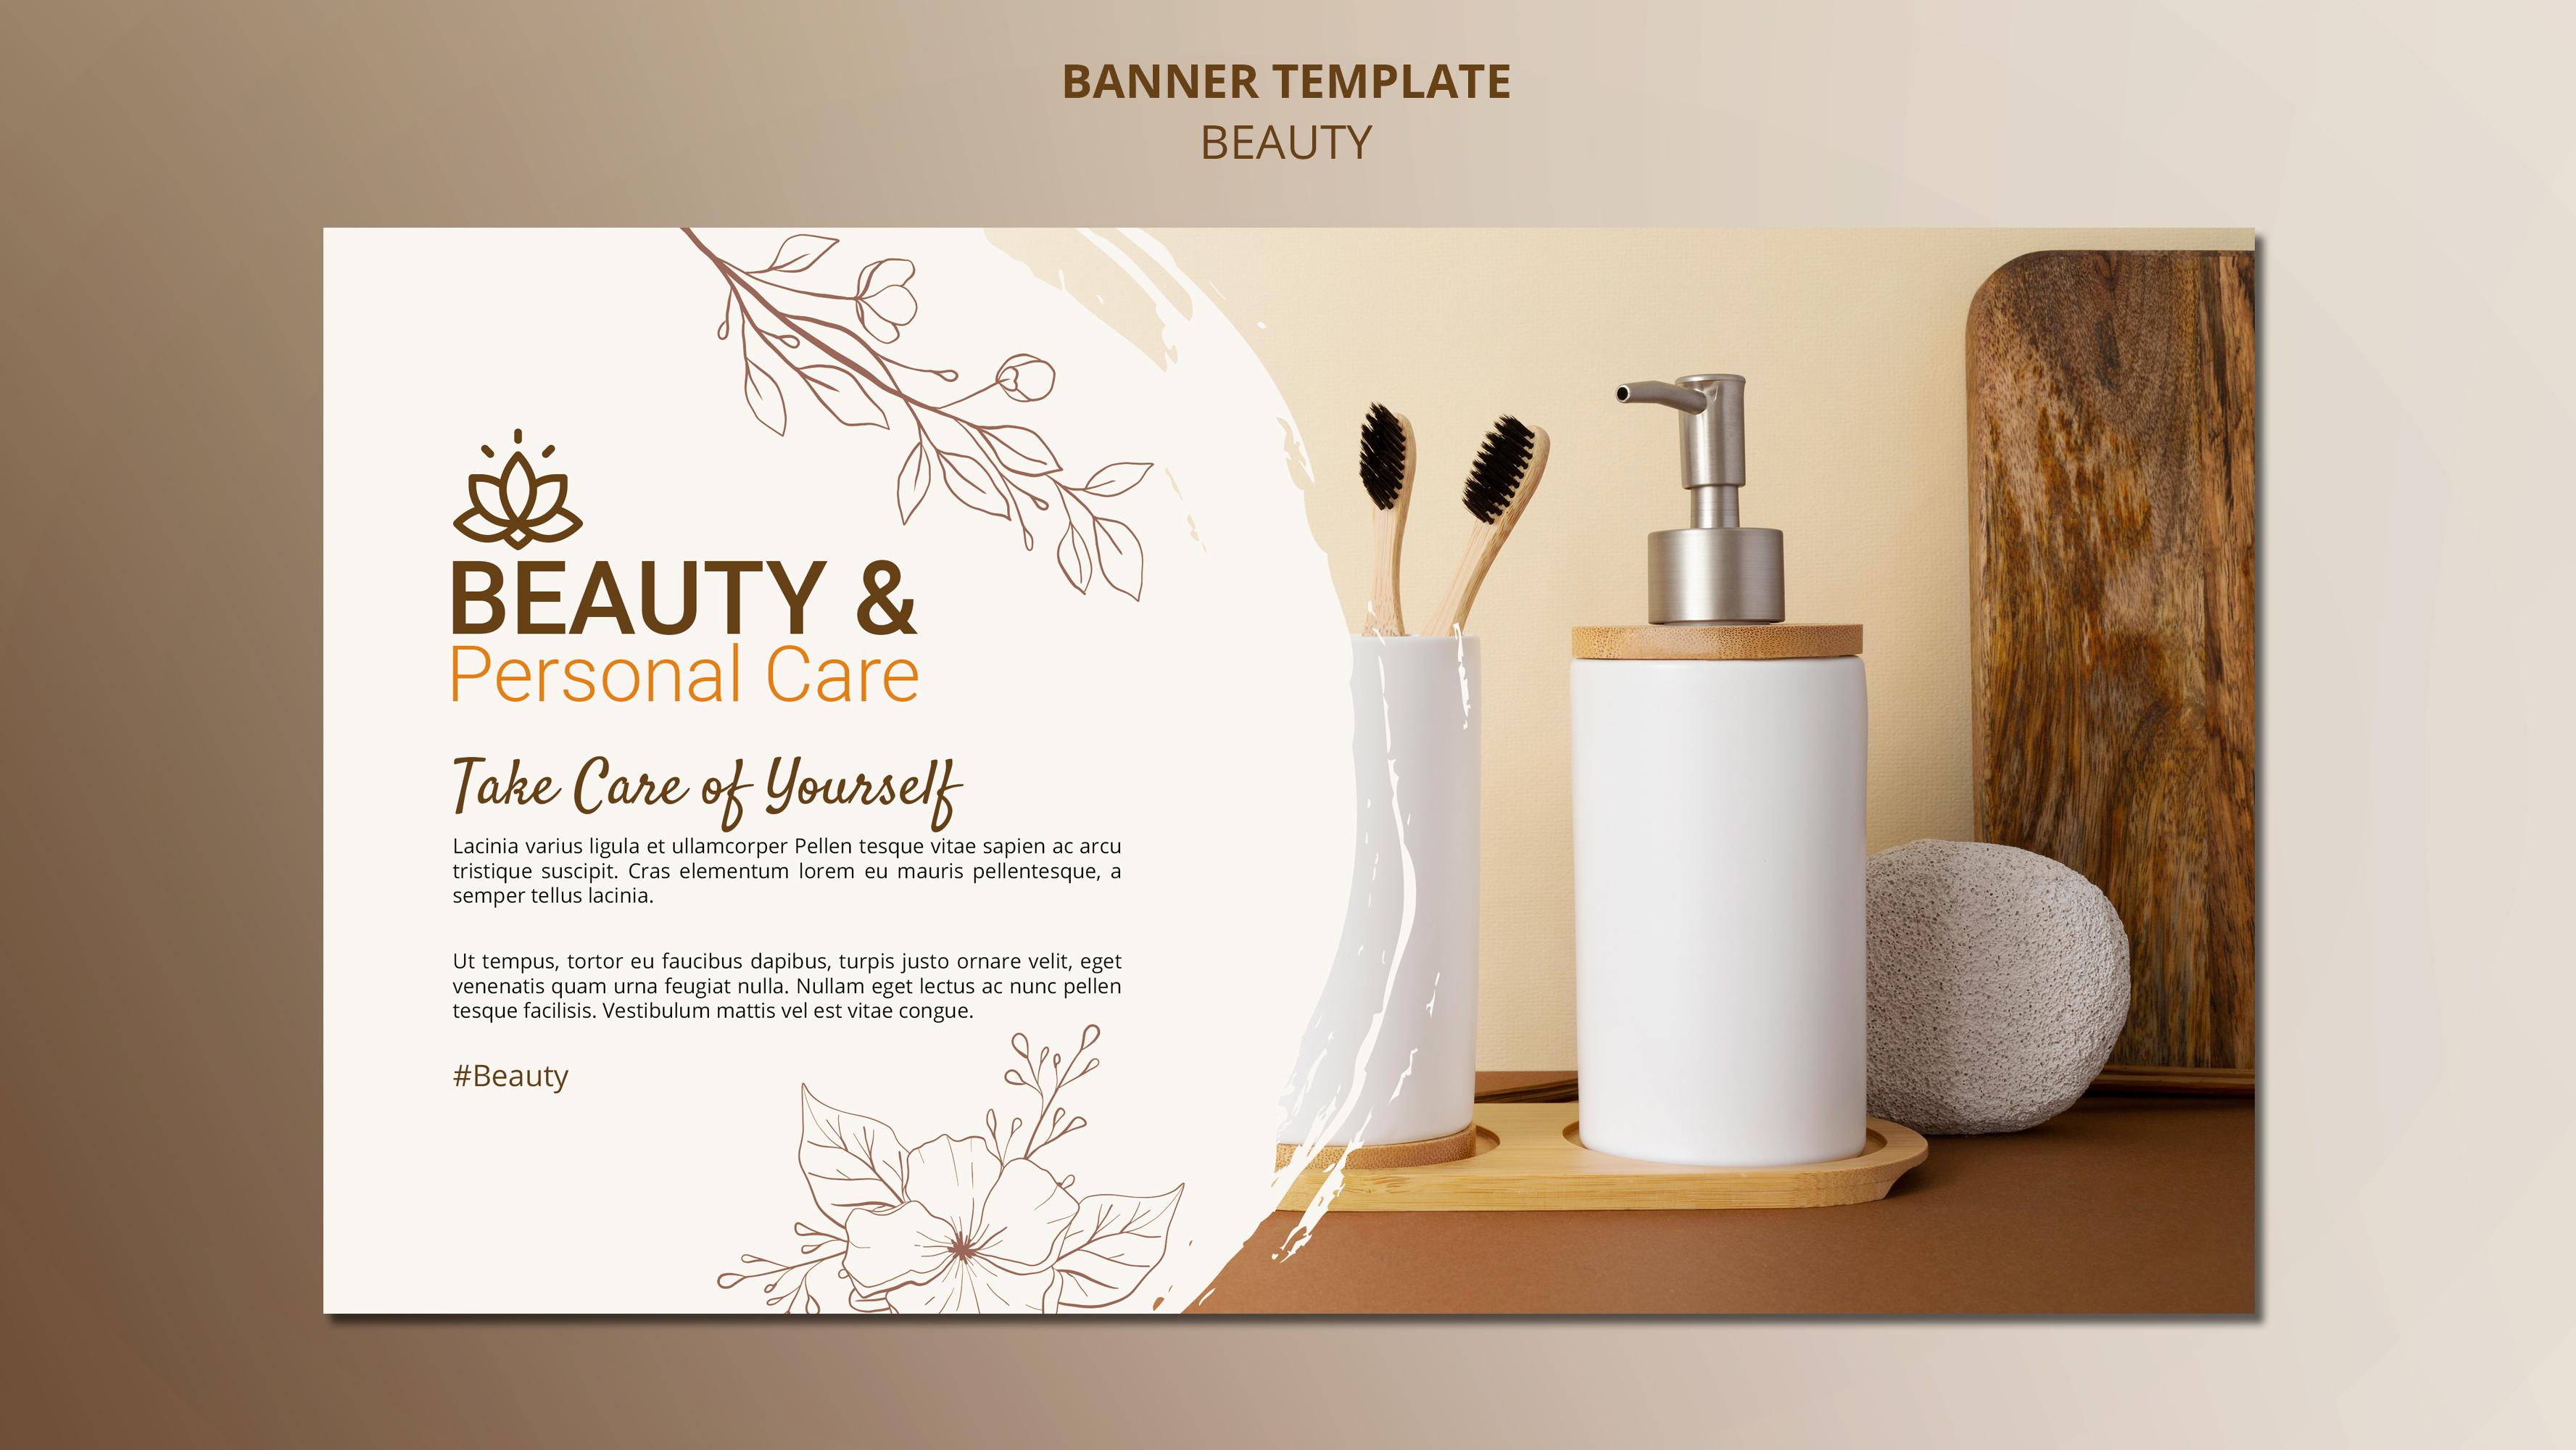 BANNER TEMPLATE
BEAUTY
BEAUTY &
Personal Care
Take Care of Yourself
Lacinia varius ligula et ullamcorper Pellen tesque vitae sapien ac arcu
tristique suscipit. Cras elementum lorem eu mauris pellentesque, a
semper tellus lacinia.
Ut tempus, tortor eu faucibus dapibus, turpis justo ornare velit, eget
venenatis quam urna feugiat nulla. Nullam eget lectus ac nunc pellen
tesque facilisis. Vestibulum mattis vel est vitae congue.
#Beauty